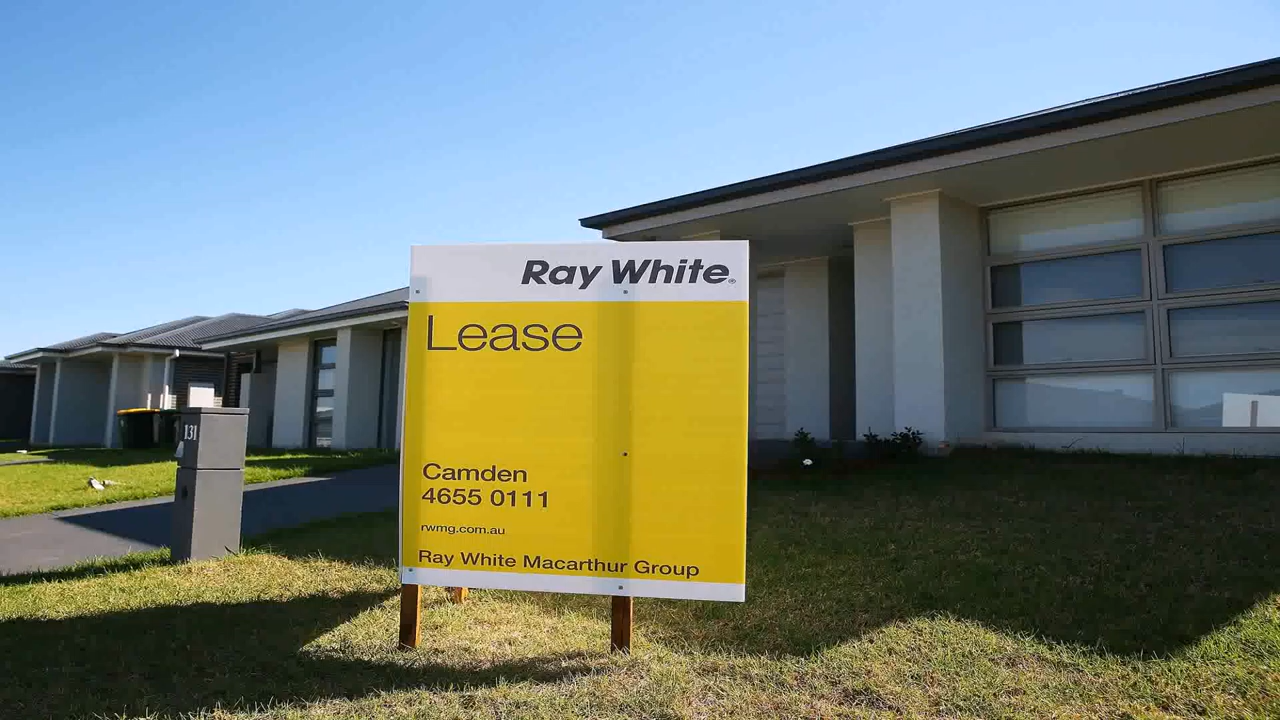 Ray White®
Lease
Camden
4655 0111
rwmg.com.au
Ray White Macarthur Group
131